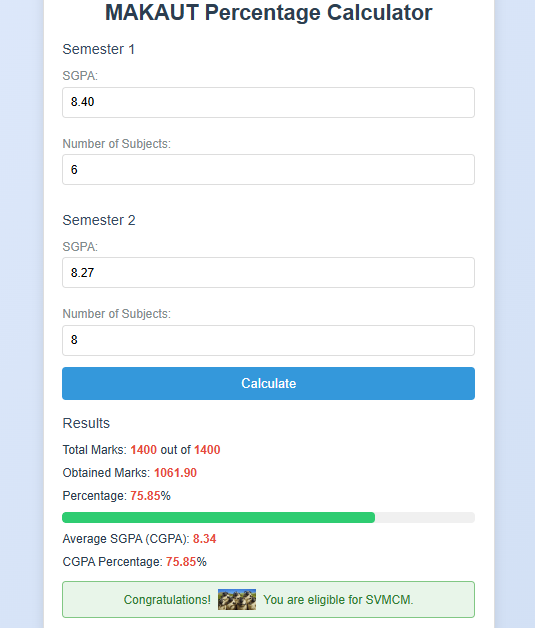 MAKAUT Percentage Calculator
Semester 1
SGPA:
8.40
Number of Subjects:
6
Semester 2
SGPA:
8.27
Number of Subjects:
8
Calculate
Results
Total Marks: 1400 out of 1400
Obtained Marks: 1061.90
Percentage: 75.85%
Average SGPA (CGPA): 8.34
CGPA Percentage: 75.85%
Congratulations! You are eligible for SVMCM.